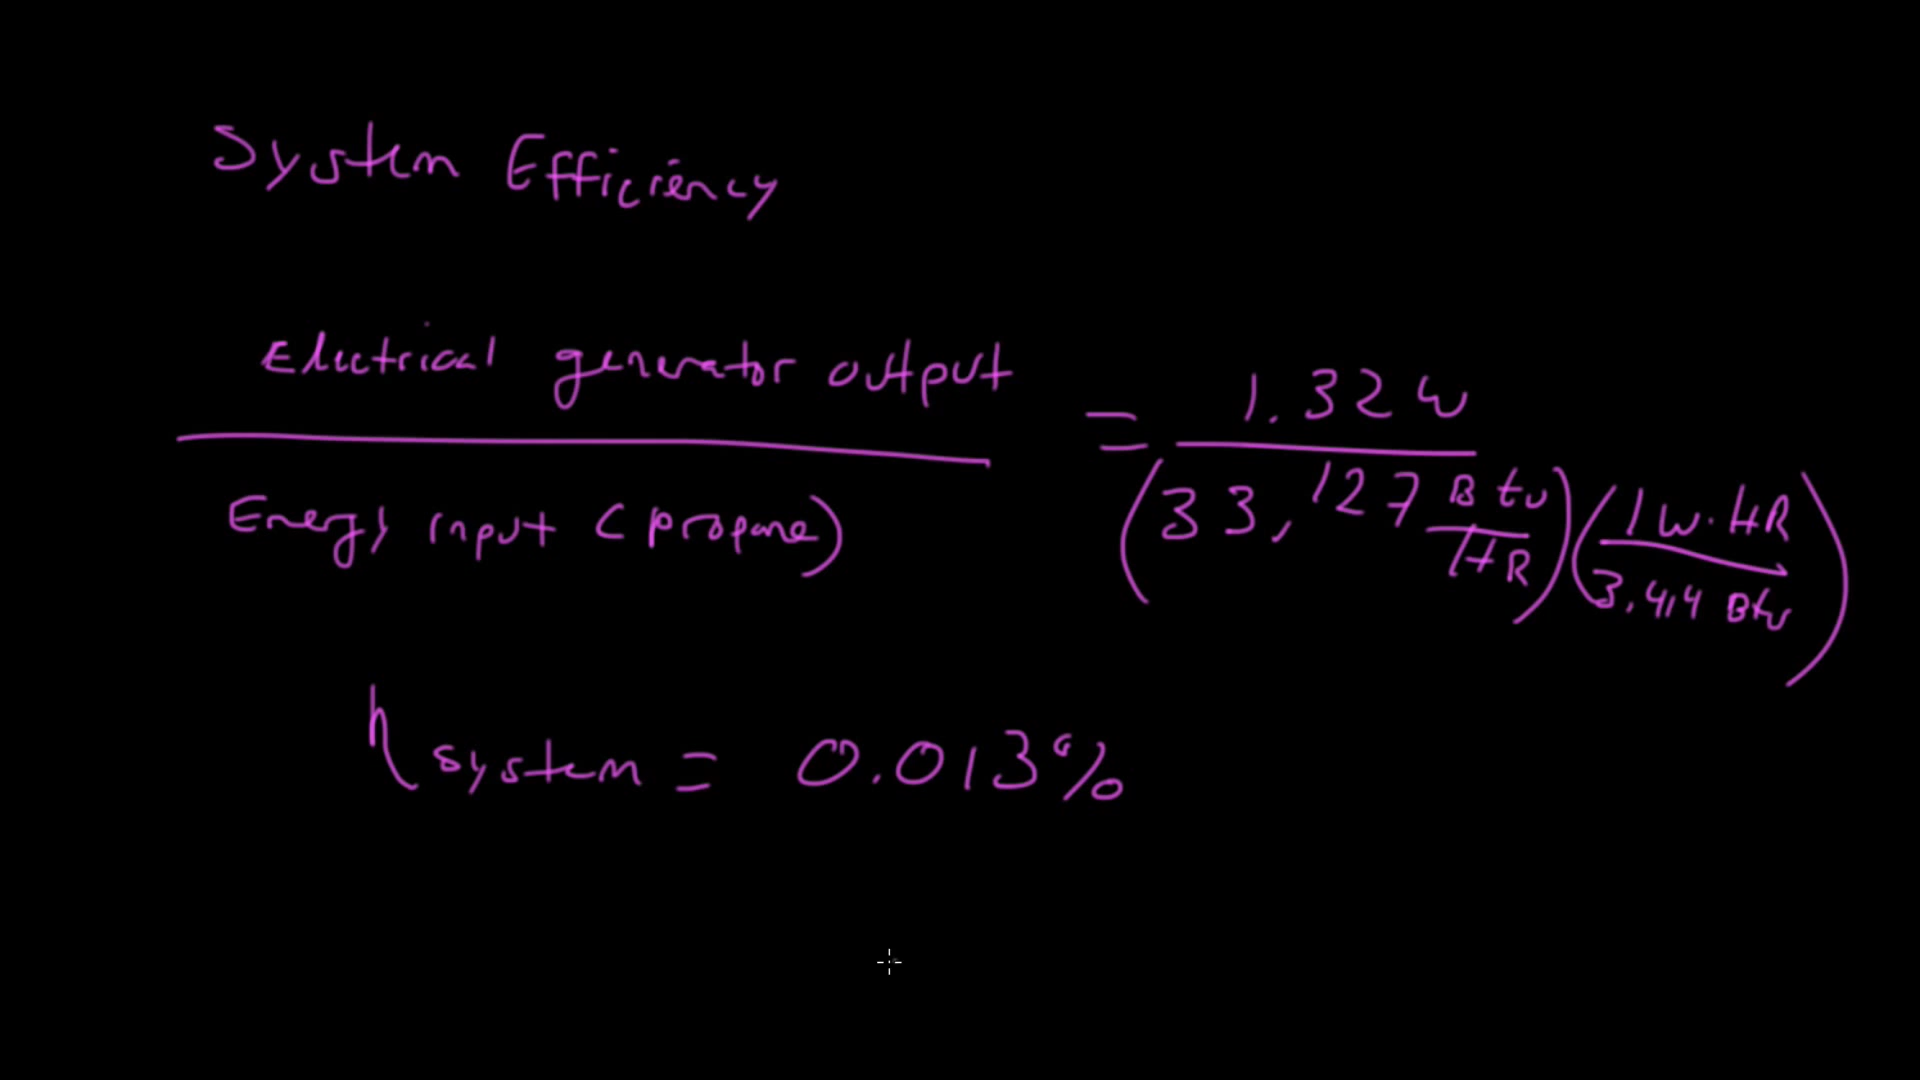 System Efficiency
Electrical generator output
Energy input (propane)
= 1.32 W
(33,127 Btu/HR) (1 W·HR/3.414 Btu)
η system = 0.013%